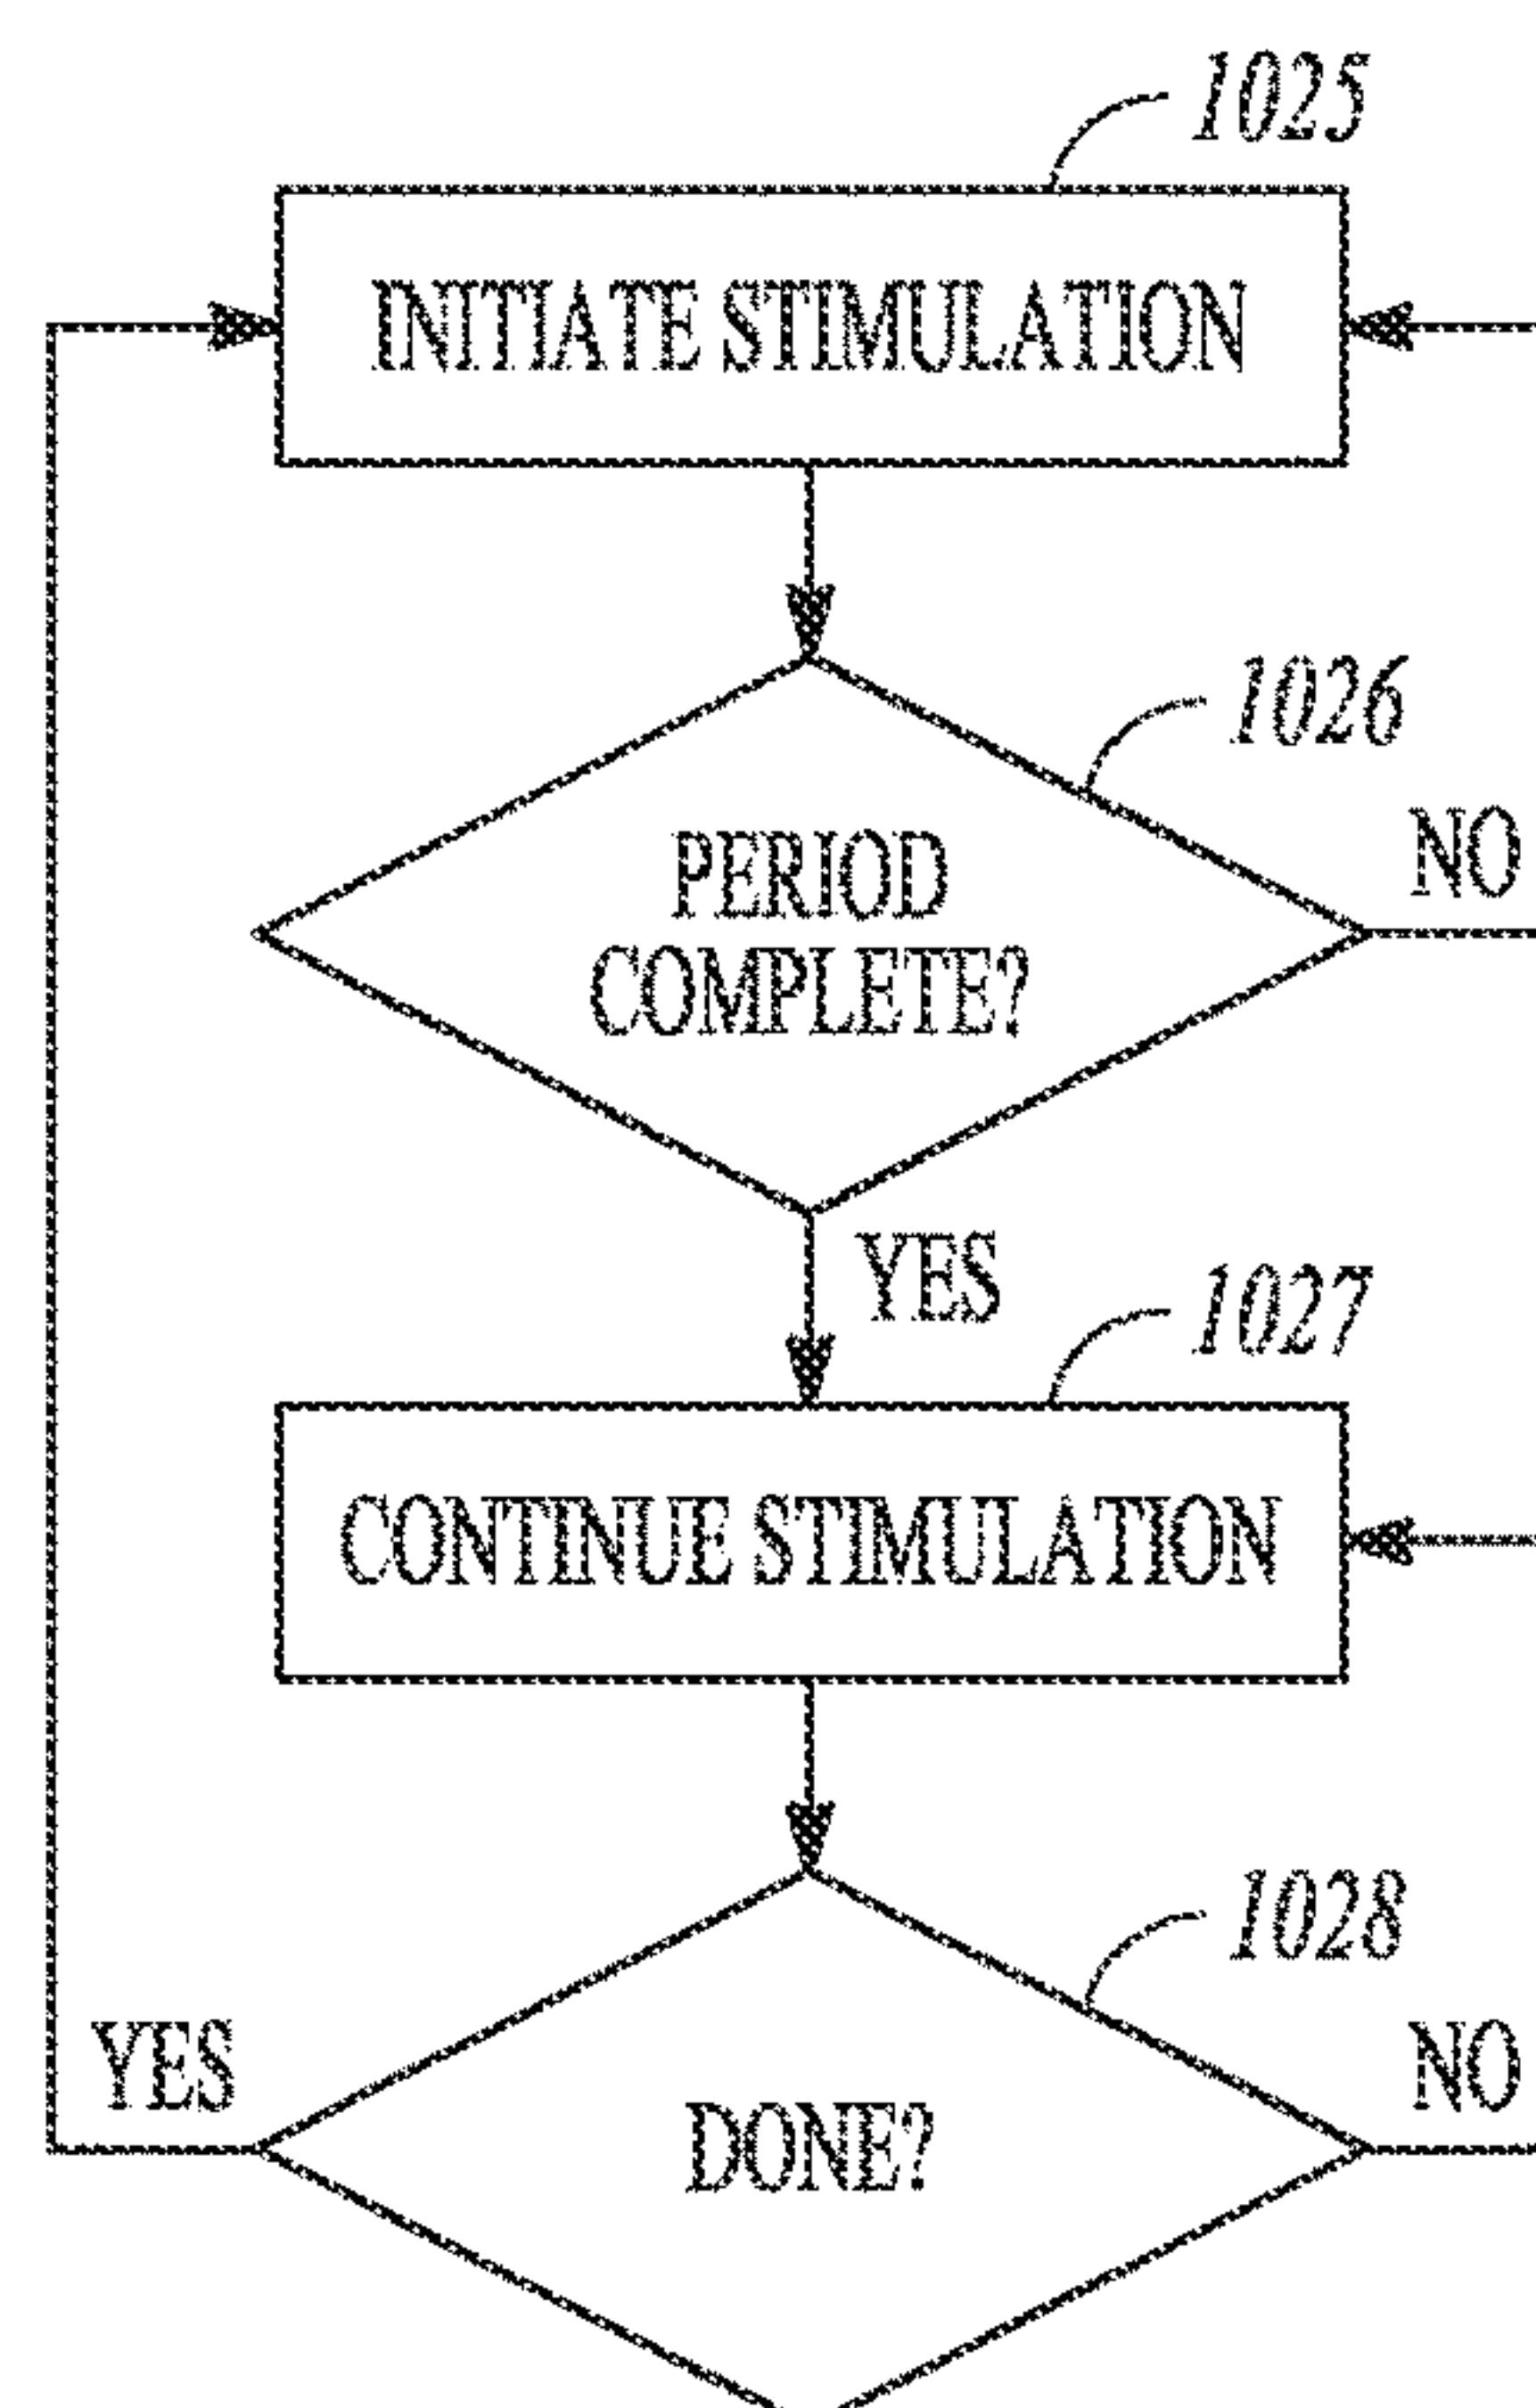 1025
INITIATE STIMULATION
1026
NO
PERIOD
COMPLETE?
YES
1027
CONTINUE STIMULATION
1028
YES
NO
DONE?